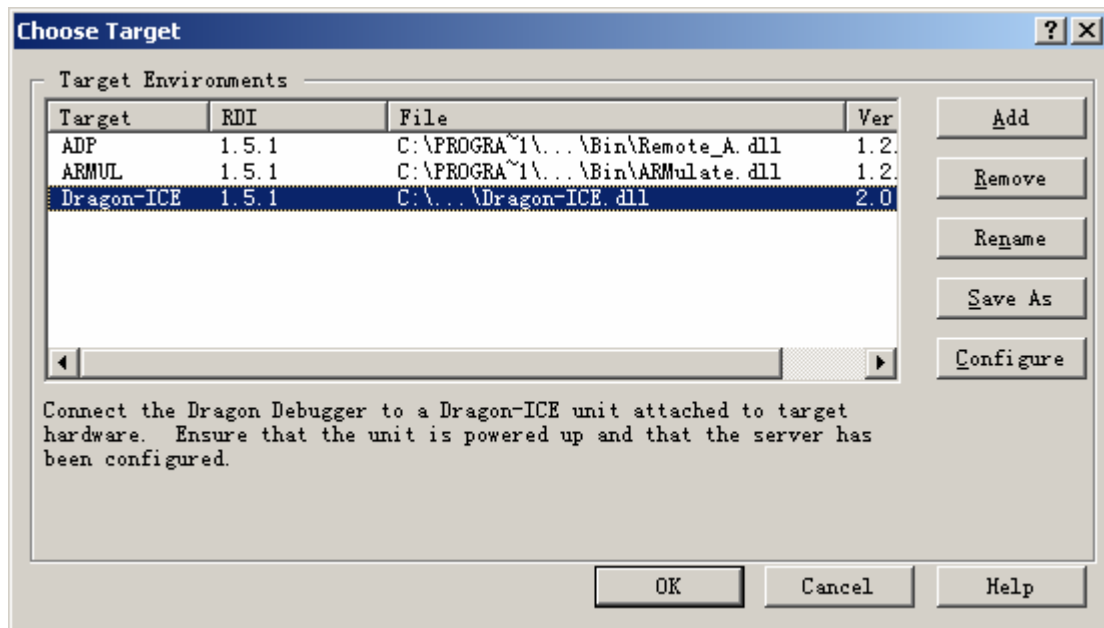 Choose Target
Target Environments
Target RDI File Ver
ADP 1.5.1 C:\PROGRA~1\...\Bin\Remote_A.dll 1.2.
ARMUL 1.5.1 C:\PROGRA~1\...\Bin\ARMulate.dll 1.2.
Dragon-ICE 1.5.1 C:\...\Dragon-ICE.dll 2.0
Add
Remove
Rename
Save As
Configure
Connect the Dragon Debugger to a Dragon-ICE unit attached to target
hardware. Ensure that the unit is powered up and that the server has
been configured.
OK Cancel Help